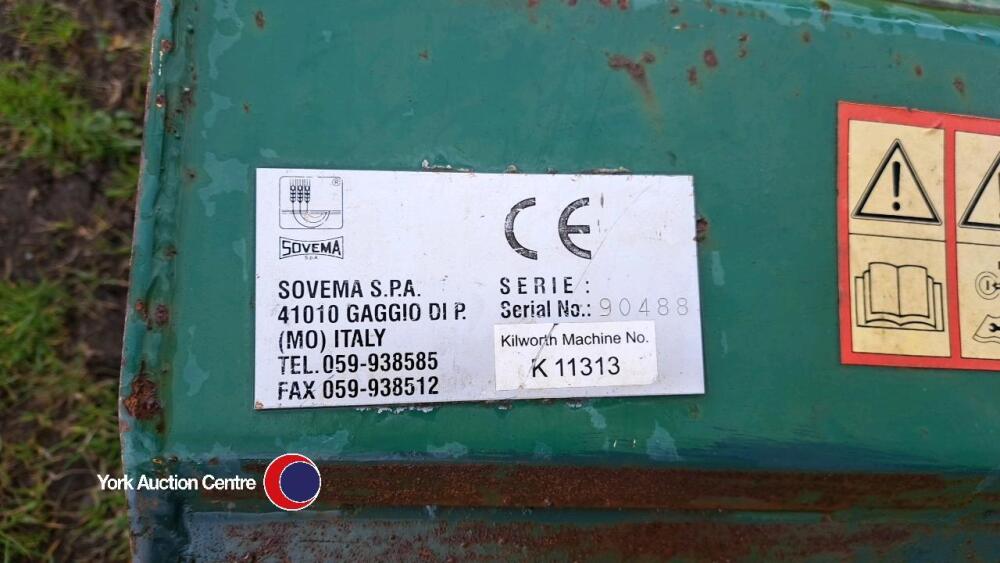 SOVEMA
S.P.A.
CE
SOVEMA S.P.A.
41010 GAGGIO DI P.
(MO) ITALY
TEL. 059-938585
FAX 059-938512
SERIE :
Serial No.: 90488
Kilworth Machine No.
K 11313
York Auction Centre